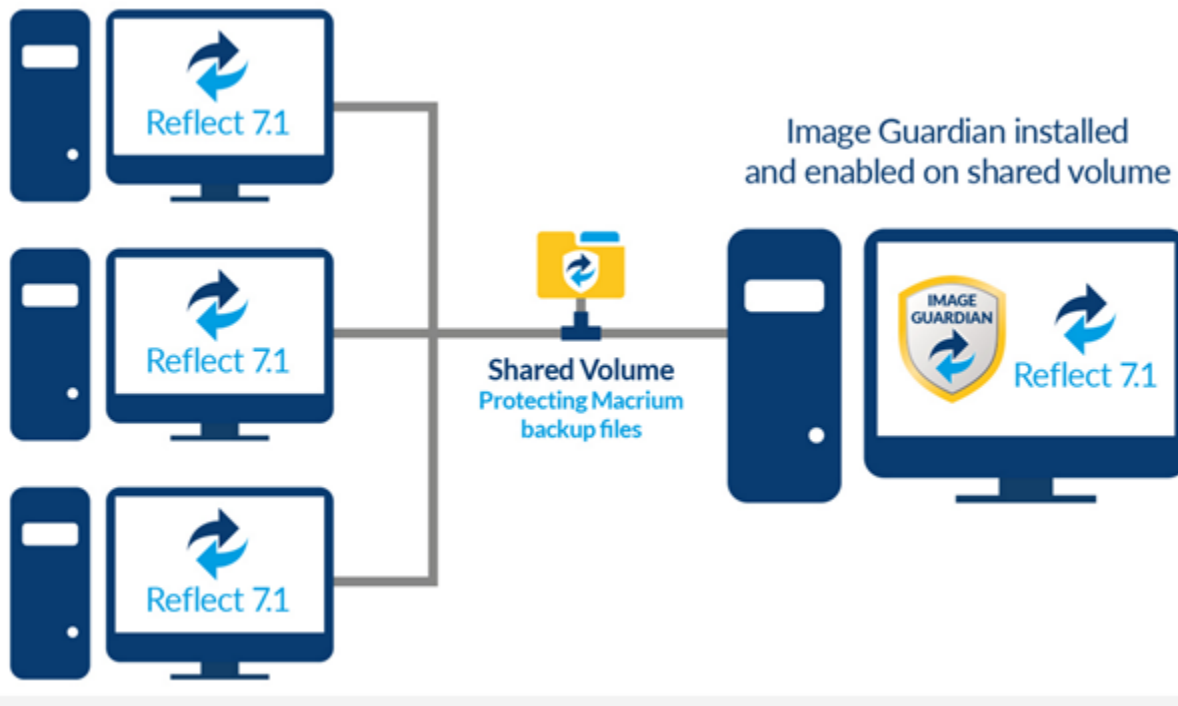 Reflect 7.1
Image Guardian installed
and enabled on shared volume
Reflect 7.1
IMAGE
GUARDIAN
Reflect 7.1
Shared Volume
Protecting Macrium
backup files
Reflect 7.1